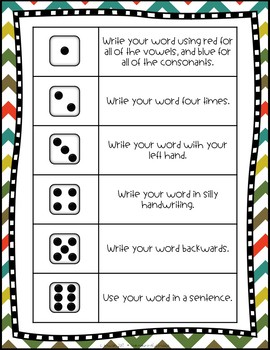 Write your word using red for
all of the vowels, and blue for
all of the consonants.
Write your word four times.
Write your word with your
left hand.
Write your word in silly
handwriting.
Write your word backwards.
Use your word in a sentence.